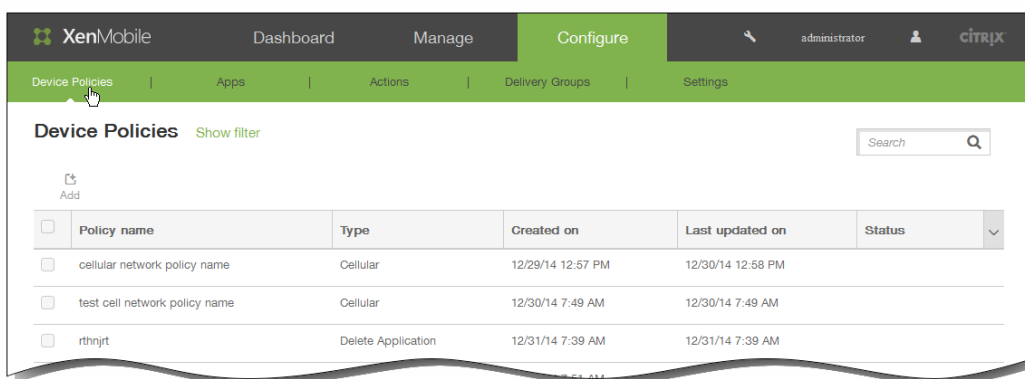 XenMobile Dashboard Manage Configure administrator CİTRIX
Device Policies | Apps | Actions | Delivery Groups | Settings
Device Policies Show filter
Search
Add
Policy name Type Created on Last updated on Status
cellular network policy name Cellular 12/29/14 12:57 PM 12/30/14 12:58 PM
test cell network policy name Cellular 12/30/14 7:49 AM 12/30/14 7:49 AM
rthnjrt Delete Application 12/31/14 7:39 AM 12/31/14 7:39 AM